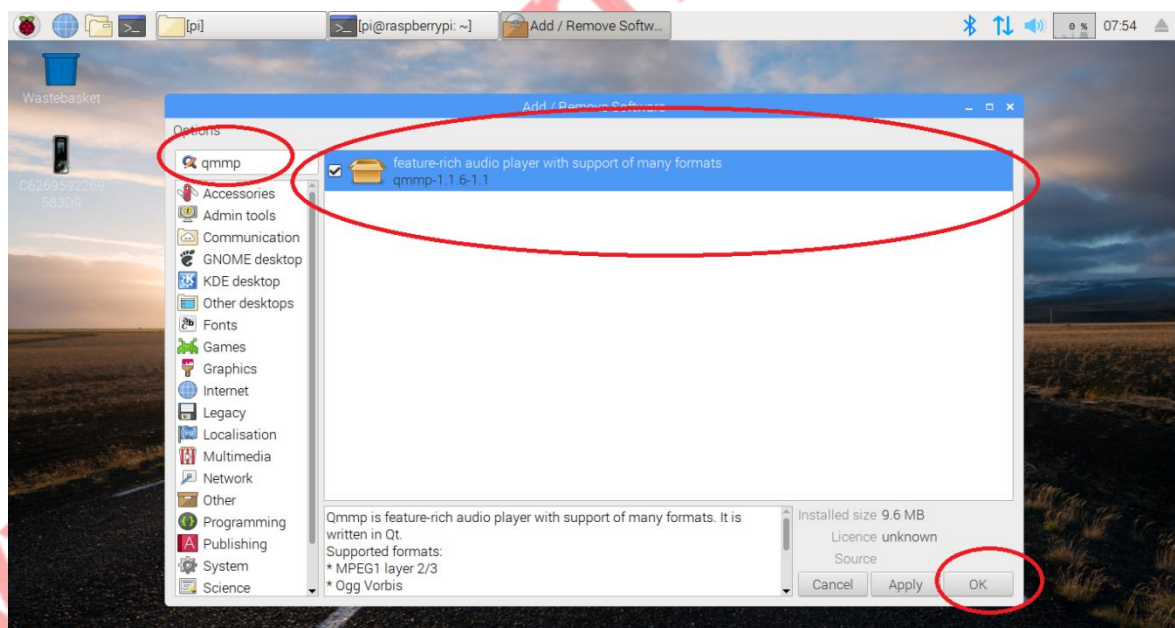 [pi]
[pi@raspberrypi: ~]
Add / Remove Softw...
0 %
07:54
Wastebasket
C6269592269
583D9
Add / Remove Software
Options
qmmp
Accessories
Admin tools
Communication
GNOME desktop
KDE desktop
Other desktops
Fonts
Games
Graphics
Internet
Legacy
Localisation
Multimedia
Network
Other
Programming
Publishing
System
Science
feature-rich audio player with support of many formats
qmmp-1.1.6-1.1
Qmmp is feature-rich audio player with support of many formats. It is
written in Qt.
Supported formats:
* MPEG1 layer 2/3
* Ogg Vorbis
Installed size 9.6 MB
Licence unknown
Source
Cancel
Apply
OK